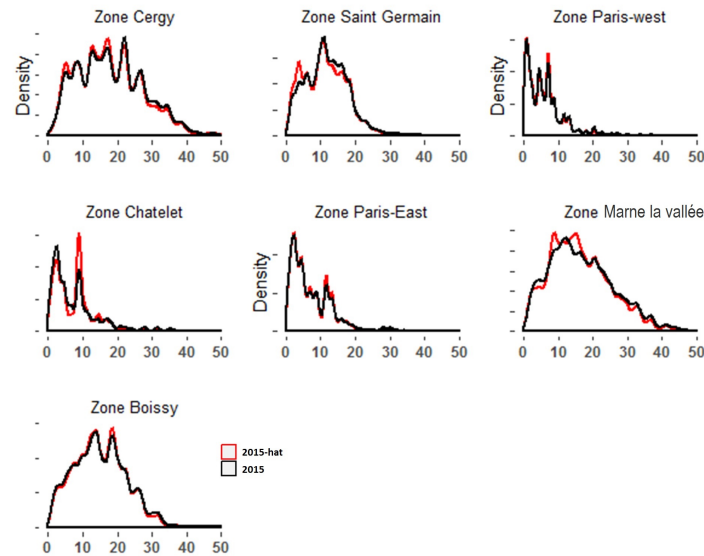 Zone Cergy
Zone Saint Germain
Zone Paris-west
Density
0 10 20 30 40 50
0 10 20 30 40 50
0 10 20 30 40 50
Zone Chatelet
Zone Paris-East
Zone Marne la vallée
Density
0 10 20 30 40 50
0 10 20 30 40 50
0 10 20 30 40 50
Zone Boissy
2015-hat
2015
0 10 20 30 40 50